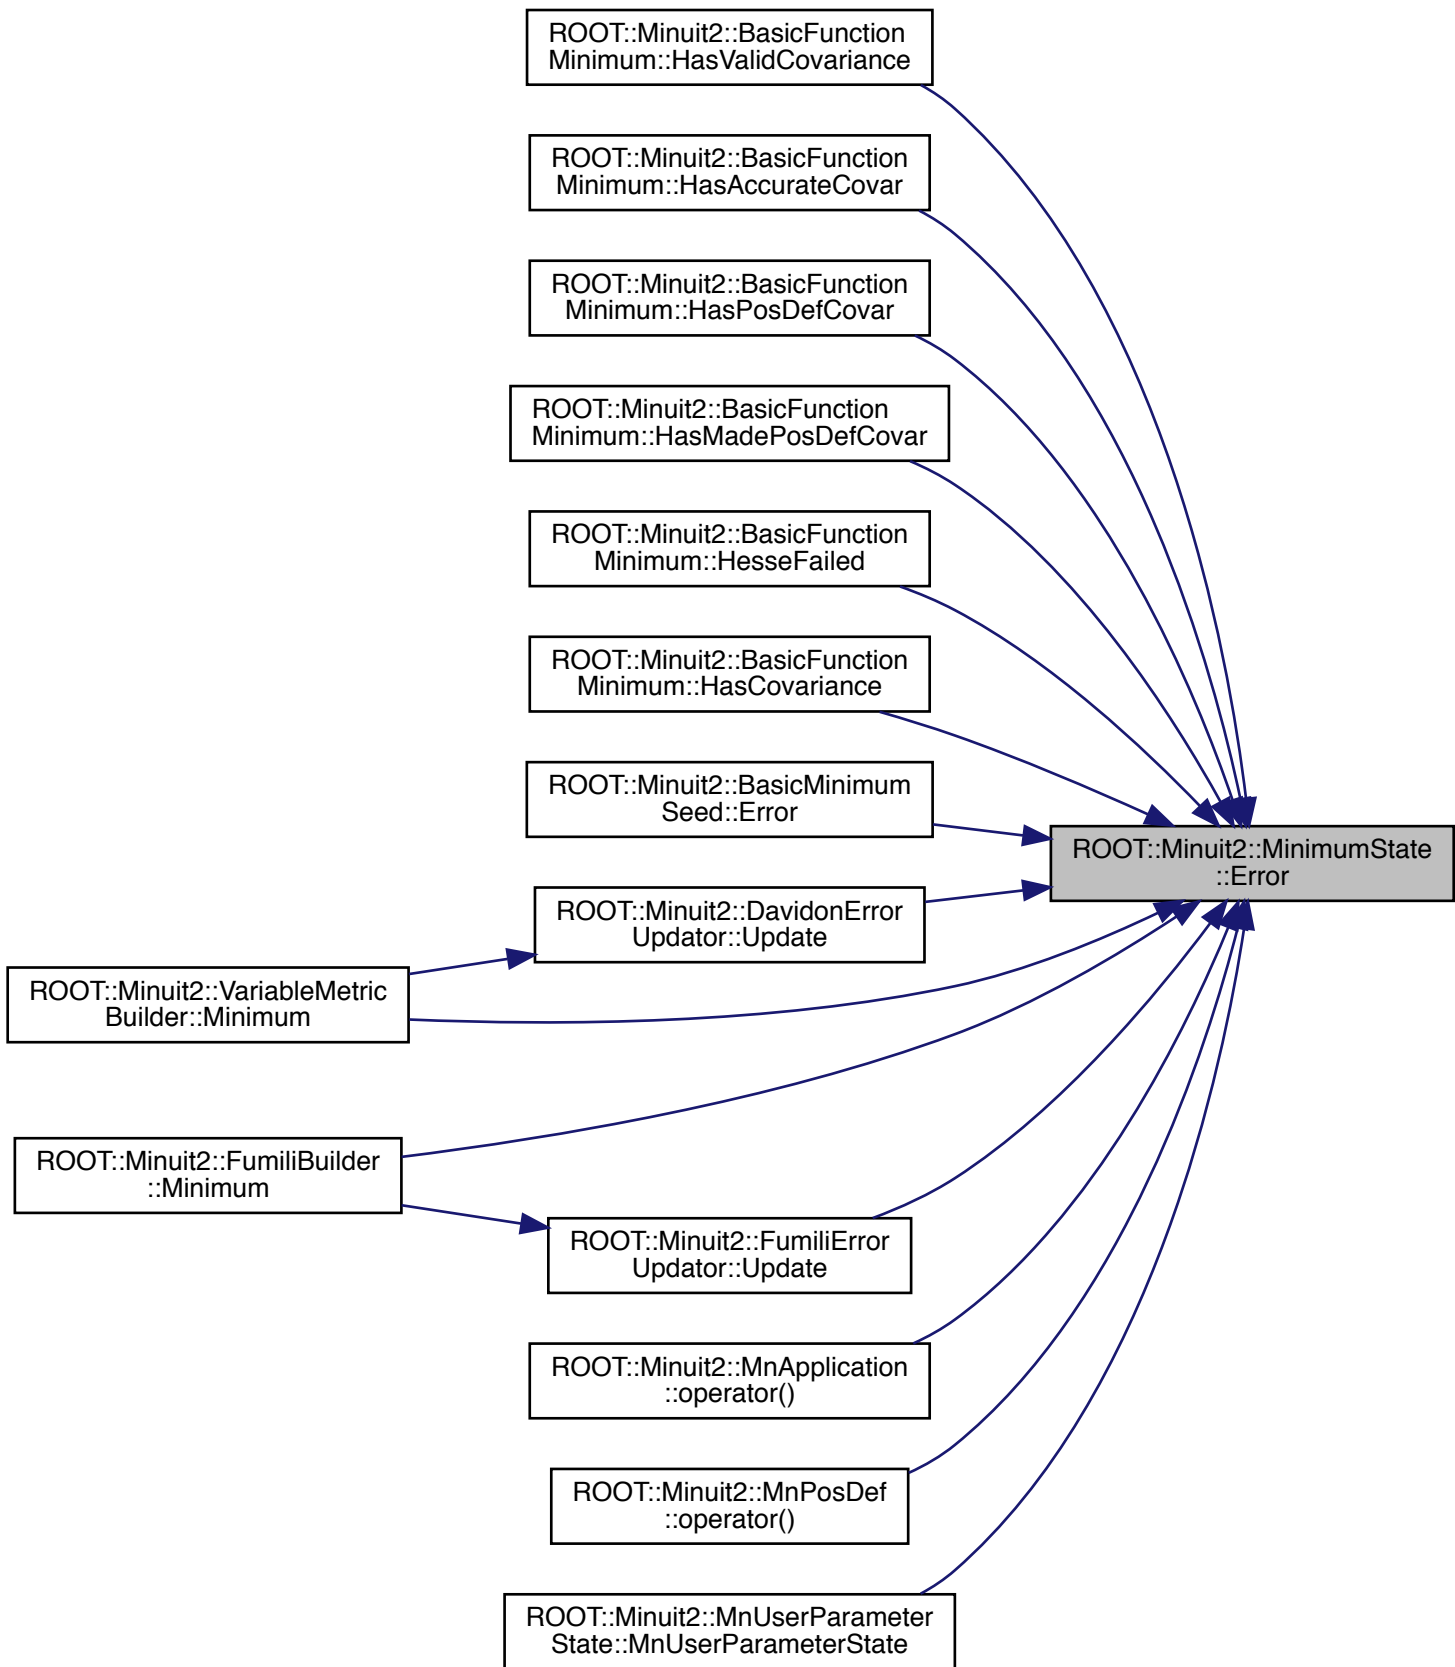 ROOT::Minuit2::BasicFunction
Minimum::HasValidCovariance
ROOT::Minuit2::BasicFunction
Minimum::HasAccurateCovar
ROOT::Minuit2::BasicFunction
Minimum::HasPosDefCovar
ROOT::Minuit2::BasicFunction
Minimum::HasMadePosDefCovar
ROOT::Minuit2::BasicFunction
Minimum::HesseFailed
ROOT::Minuit2::BasicFunction
Minimum::HasCovariance
ROOT::Minuit2::BasicMinimum
Seed::Error
ROOT::Minuit2::MinimumState
::Error
ROOT::Minuit2::DavidonError
Updator::Update
ROOT::Minuit2::VariableMetric
Builder::Minimum
ROOT::Minuit2::FumiliBuilder
::Minimum
ROOT::Minuit2::FumiliError
Updator::Update
ROOT::Minuit2::MnApplication
::operator()
ROOT::Minuit2::MnPosDef
::operator()
ROOT::Minuit2::MnUserParameter
State::MnUserParameterState